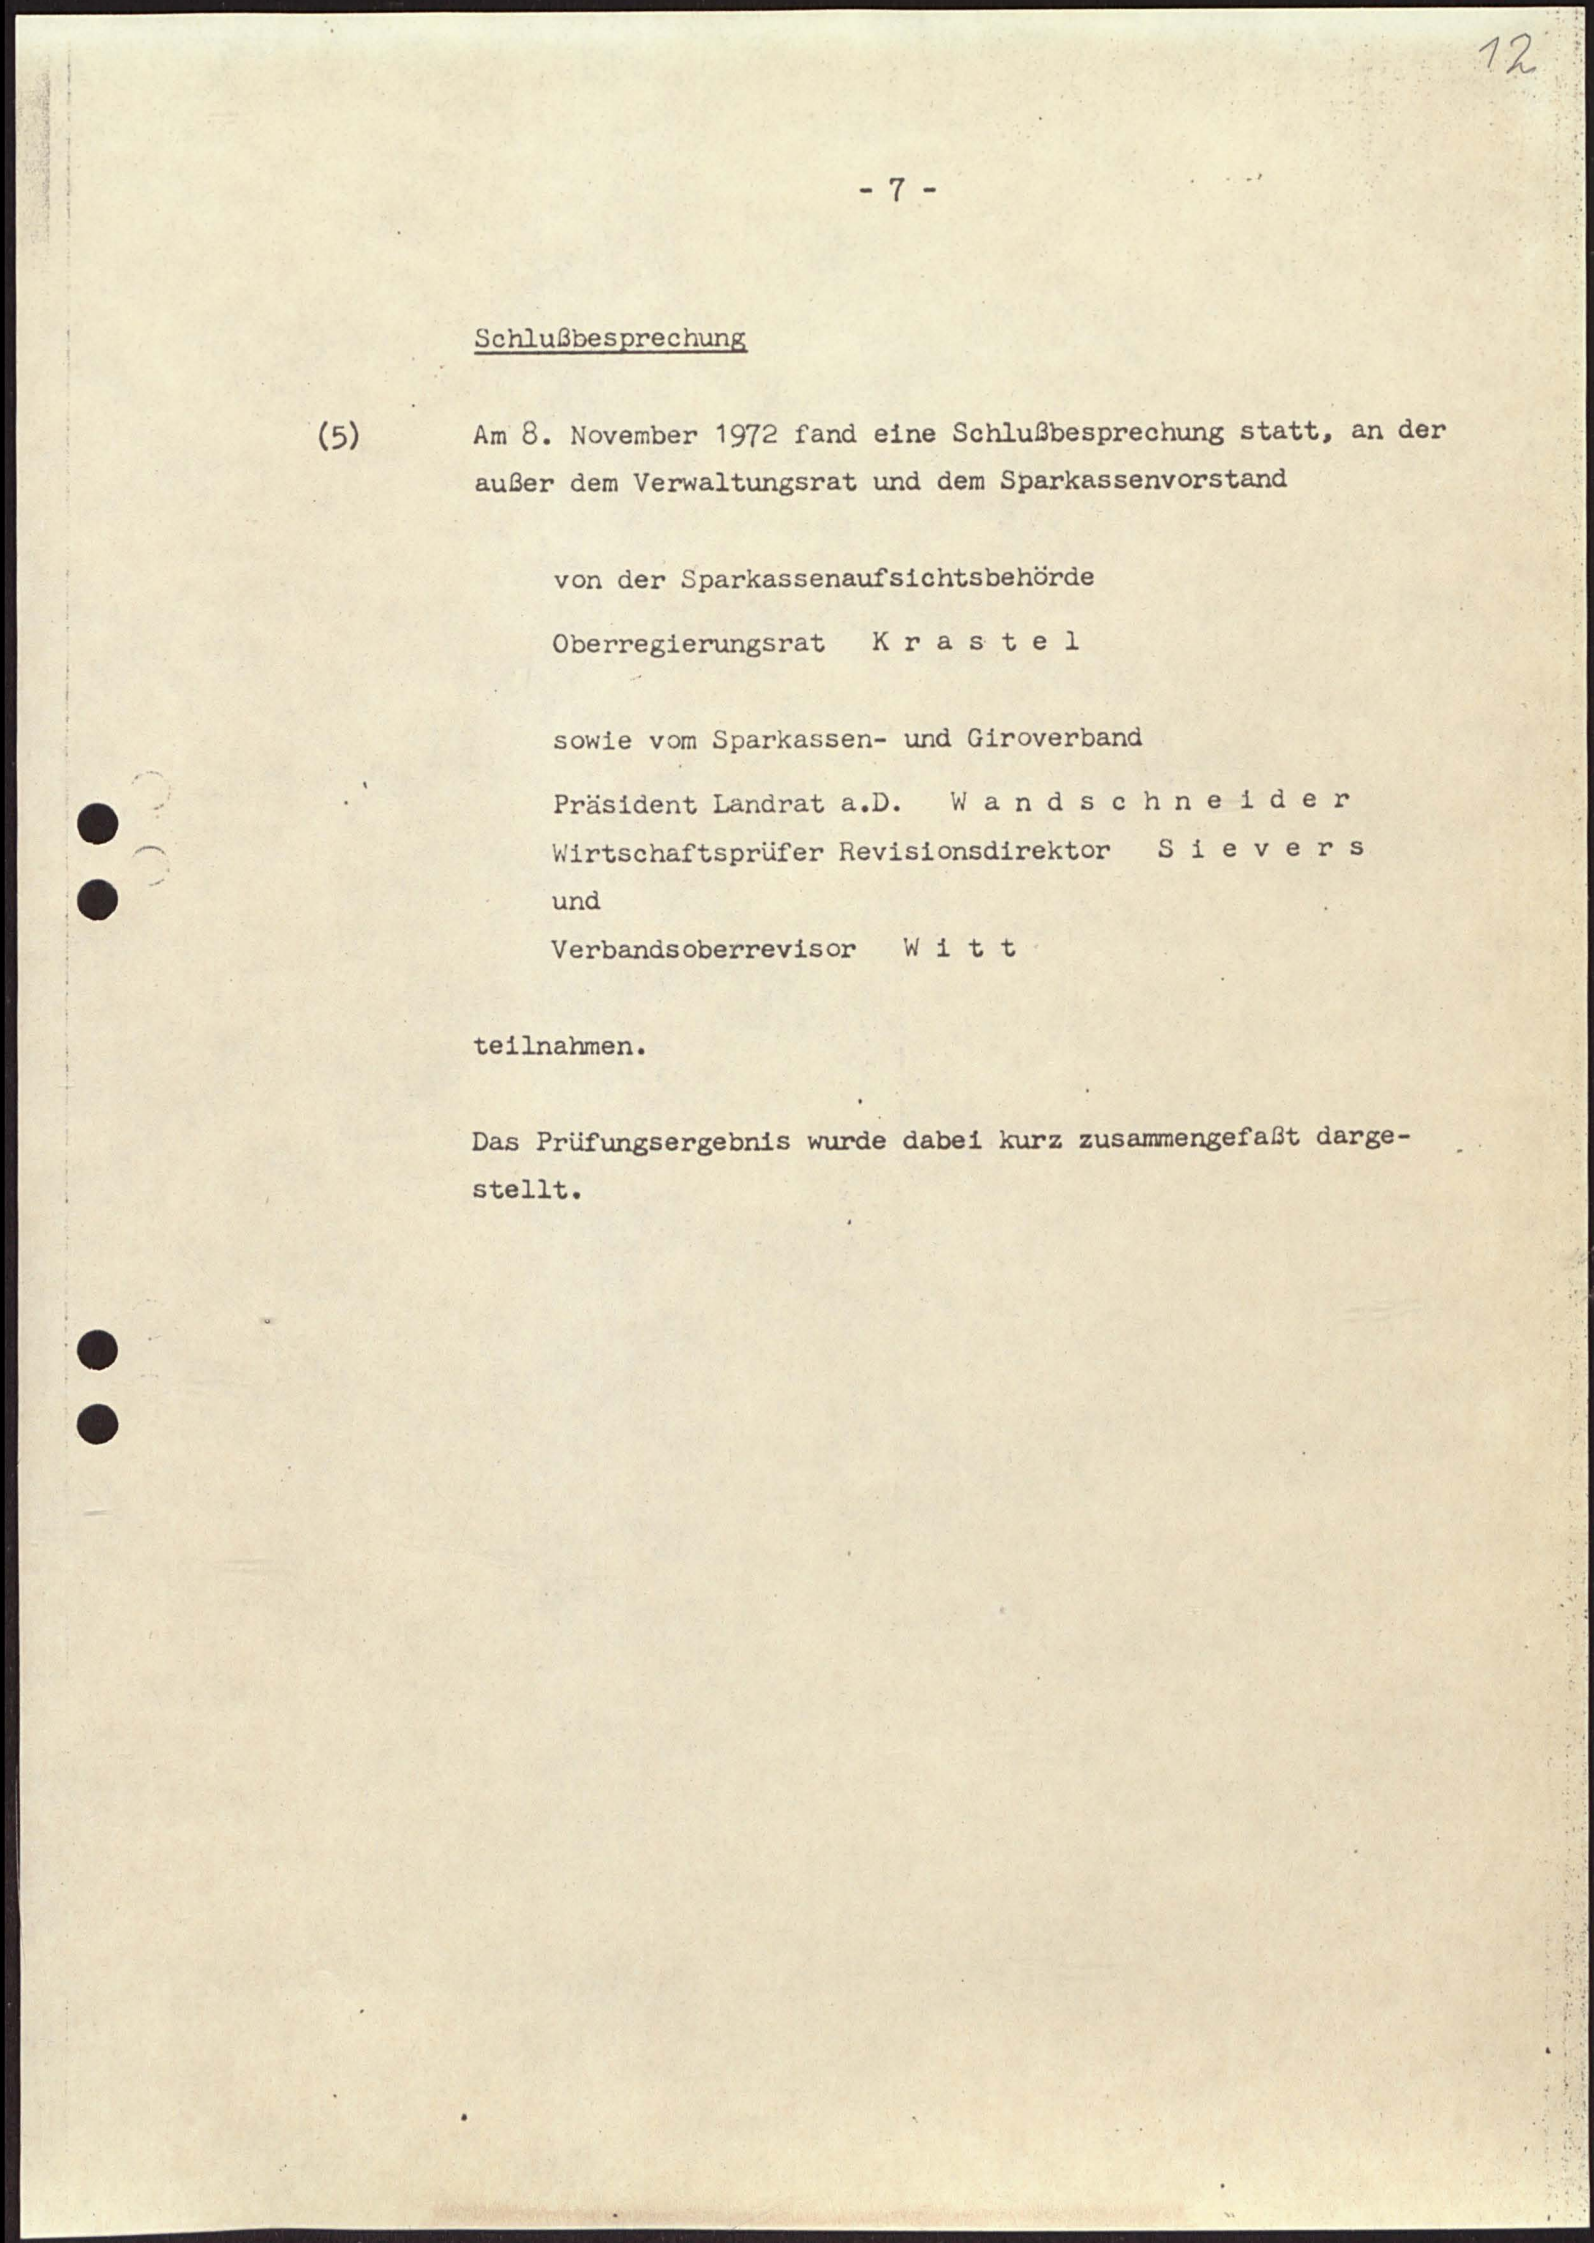 12
- 7 -
Schlußbesprechung
(5) Am 8. November 1972 fand eine Schlußbesprechung statt, an der
außer dem Verwaltungsrat und dem Sparkassenvorstand
von der Sparkassenaufsichtsbehörde
Oberregierungsrat K r a s t e l
sowie vom Sparkassen- und Giroverband
Präsident Landrat a.D. W a n d s c h n e i d e r
Wirtschaftsprüfer Revisionsdirektor S i e v e r s
und
Verbandsoberrevisor W i t t
teilnahmen.
Das Prüfungsergebnis wurde dabei kurz zusammengefaßt darge-
stellt.